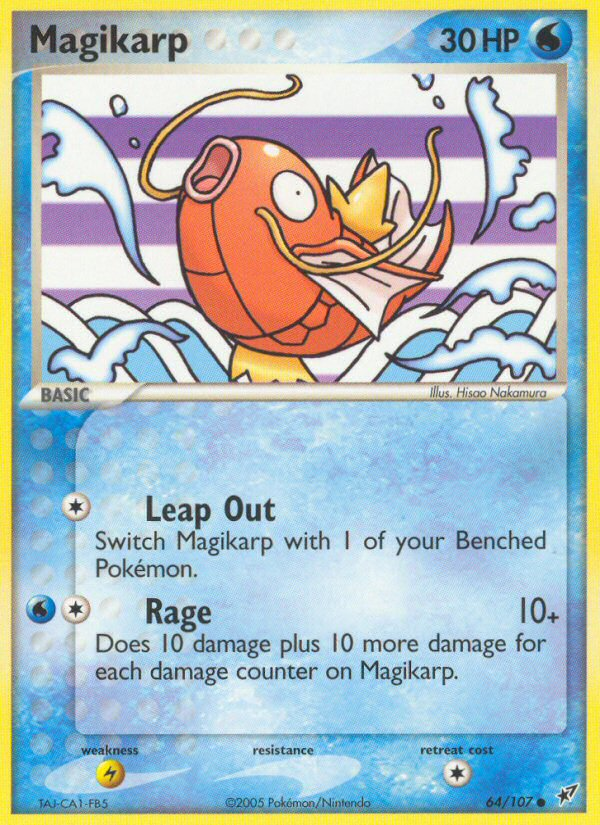 Magikarp 30 HP
BASIC
Illus. Hisao Nakamura
Leap Out
Switch Magikarp with 1 of your Benched
Pokémon.
Rage 10+
Does 10 damage plus 10 more damage for
each damage counter on Magikarp.
weakness resistance retreat cost
TAJ-CA1-FB5 ©2005 Pokémon/Nintendo 64/107